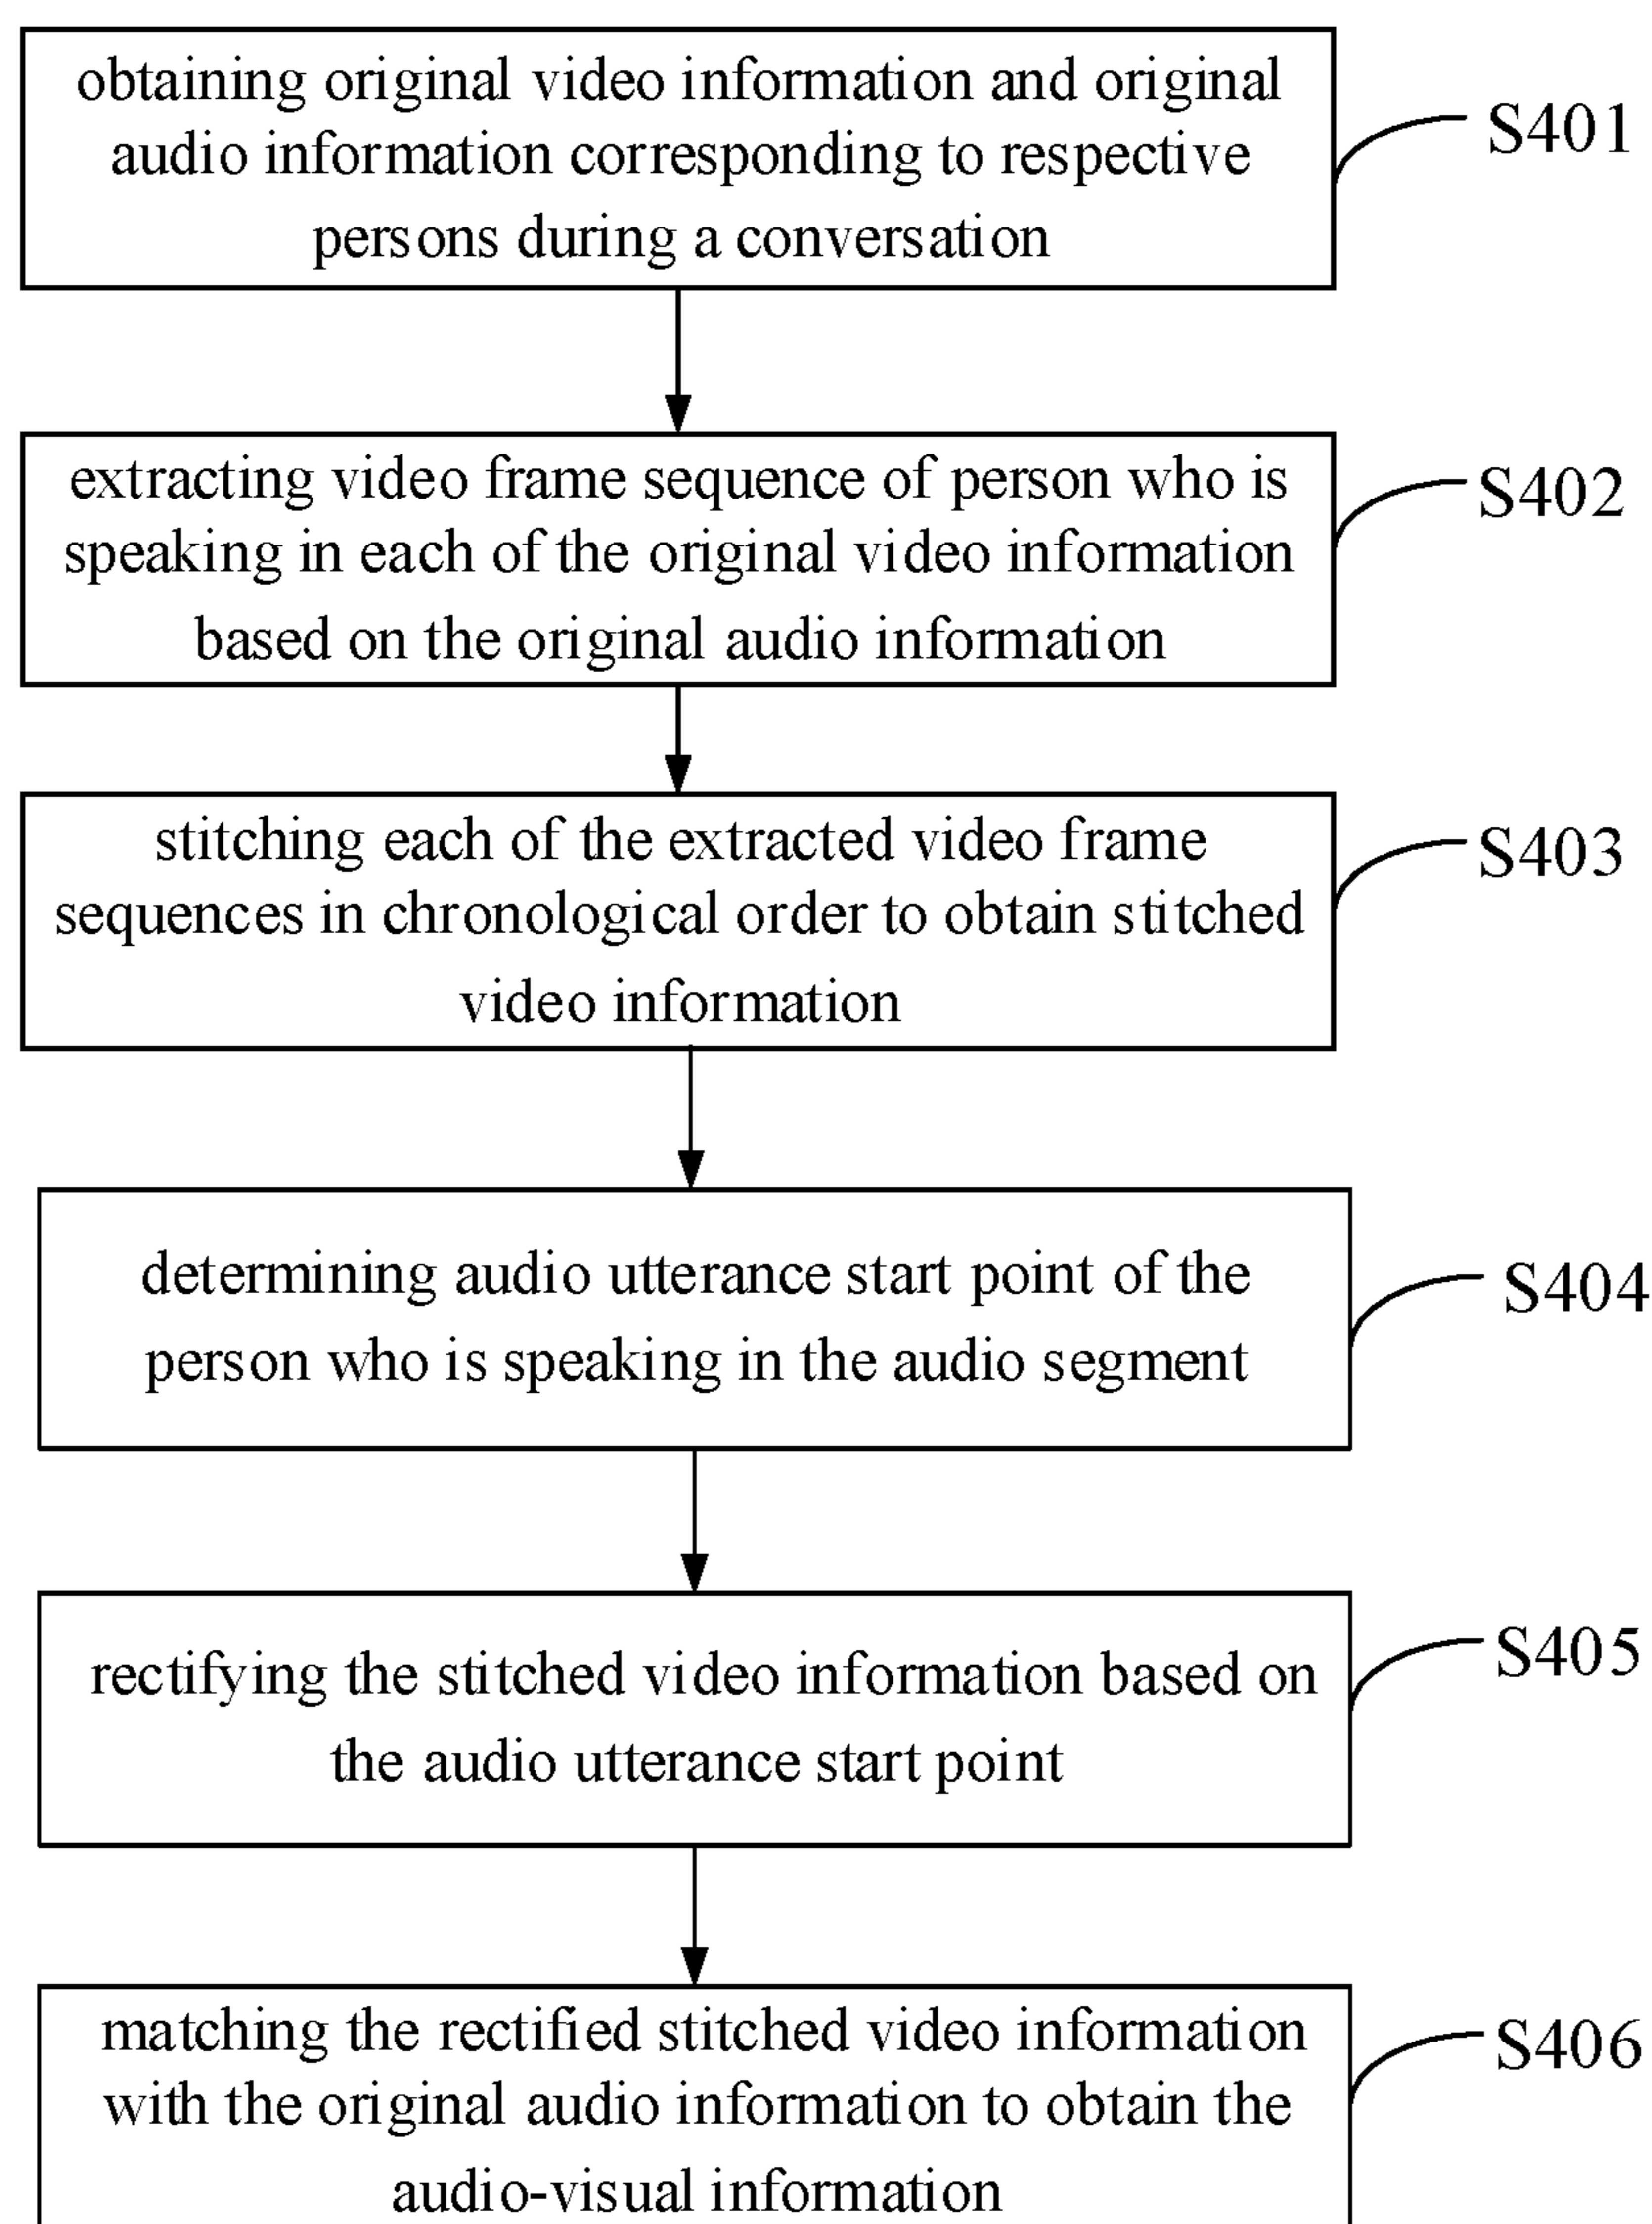 obtaining original video information and original
audio information corresponding to respective
persons during a conversation
S401
extracting video frame sequence of person who is
speaking in each of the original video information
based on the original audio information
S402
stitching each of the extracted video frame
sequences in chronological order to obtain stitched
video information
S403
determining audio utterance start point of the
person who is speaking in the audio segment
S404
rectifying the stitched video information based on
the audio utterance start point
S405
matching the rectified stitched video information
with the original audio information to obtain the
audio-visual information
S406